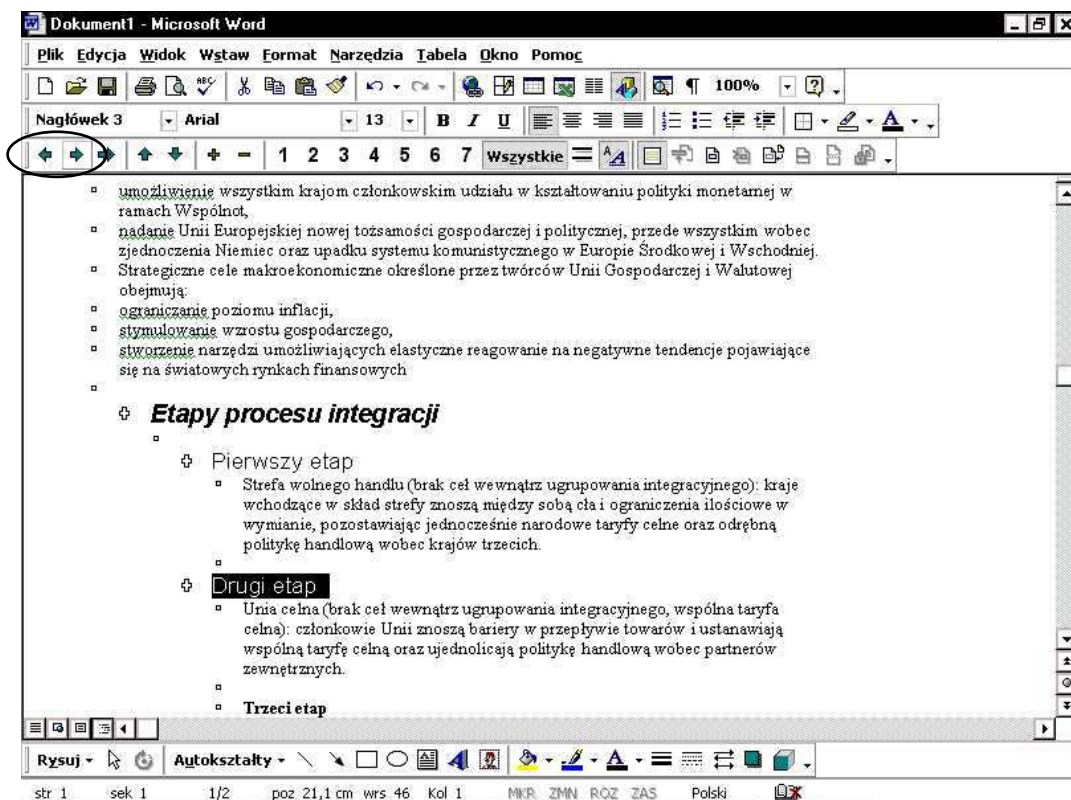 Dokument1 - Microsoft Word
Plik Edycja Widok Wstaw Format Narzędzia Tabela Okno Pomoc
ABC ¶ 100%
Nagłówek 3 Arial 13 B I U A
+ − 1 2 3 4 5 6 7 Wszystkie A/A
umożliwienie wszystkim krajom członkowskim udziału w kształtowaniu polityki monetarnej w
ramach Wspólnot,
nadanie Unii Europejskiej nowej tożsamości gospodarczej i politycznej, przede wszystkim wobec
zjednoczenia Niemiec oraz upadku systemu komunistycznego w Europie Środkowej i Wschodniej.
Strategiczne cele makroekonomiczne określone przez twórców Unii Gospodarczej i Walutowej
obejmują:
ograniczanie poziomu inflacji,
stymulowanie wzrostu gospodarczego,
stworzenie narzędzi umożliwiających elastyczne reagowanie na negatywne tendencje pojawiające
się na światowych rynkach finansowych
Etapy procesu integracji
Pierwszy etap
Strefa wolnego handlu (brak ceł wewnątrz ugrupowania integracyjnego): kraje
wchodzące w skład strefy znoszą między sobą cła i ograniczenia ilościowe w
wymianie, pozostawiając jednocześnie narodowe taryfy celne oraz odrębną
politykę handlową wobec krajów trzecich.
Drugi etap
Unia celna (brak ceł wewnątrz ugrupowania integracyjnego, wspólna taryfa
celna): członkowie Unii znoszą bariery w przepływie towarów i ustanawiają
wspólną taryfę celną oraz ujednolicają politykę handlową wobec partnerów
zewnętrznych.
Trzeci etap
Rysuj Autokształty A
str 1 sek 1 1/2 poz 21,1 cm wrs 46 Kol 1 MKR ZMN ROZ ZAS Polski